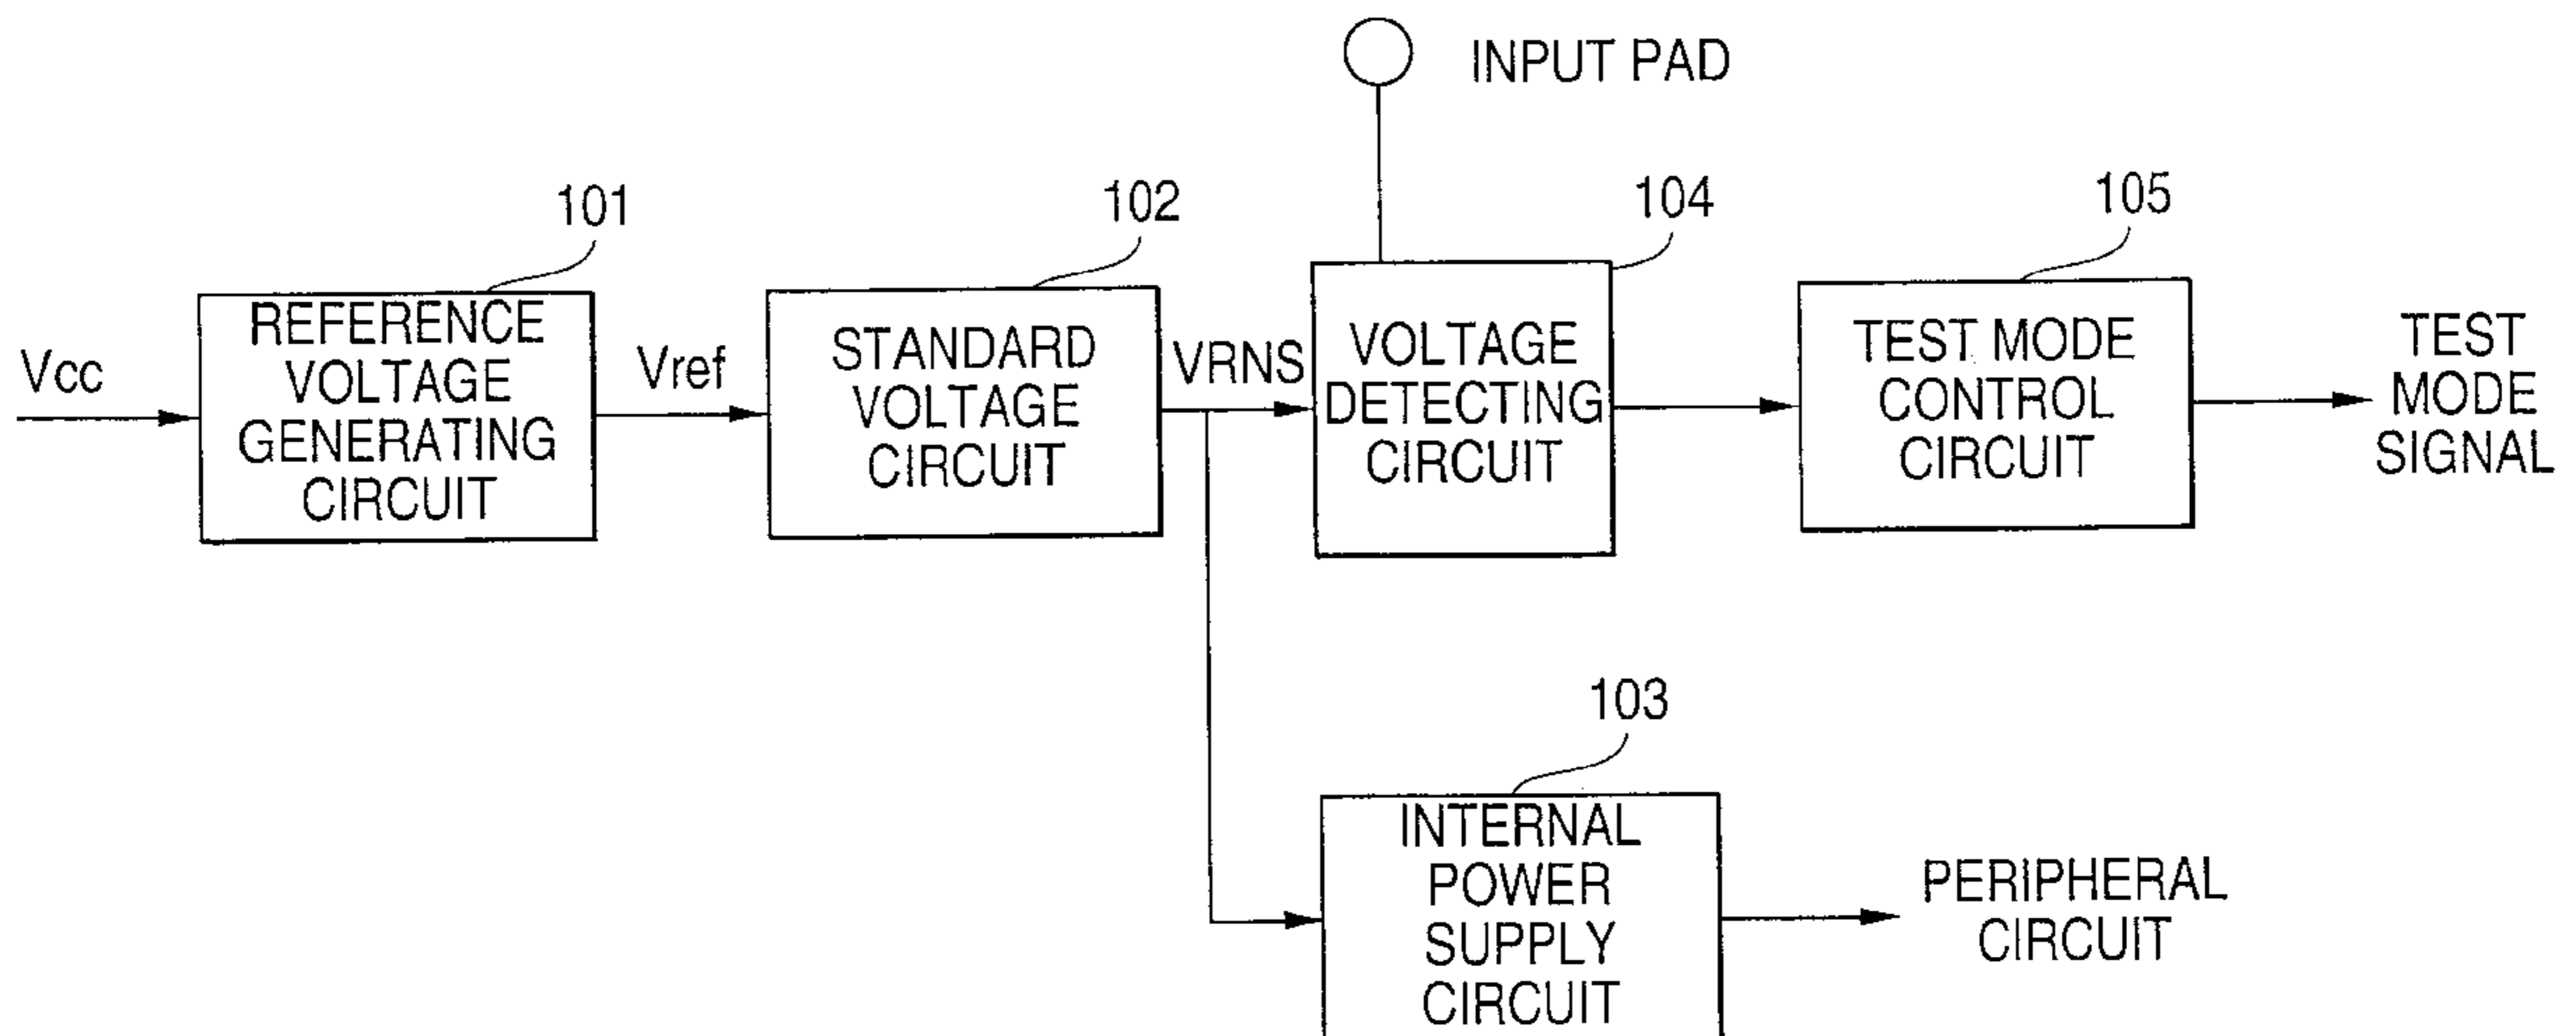 INPUT PAD
101
102
104
105
Vcc
REFERENCE
VOLTAGE
GENERATING
CIRCUIT
Vref
STANDARD
VOLTAGE
CIRCUIT
VRNS
VOLTAGE
DETECTING
CIRCUIT
TEST MODE
CONTROL
CIRCUIT
TEST
MODE
SIGNAL
103
INTERNAL
POWER
SUPPLY
CIRCUIT
PERIPHERAL
CIRCUIT